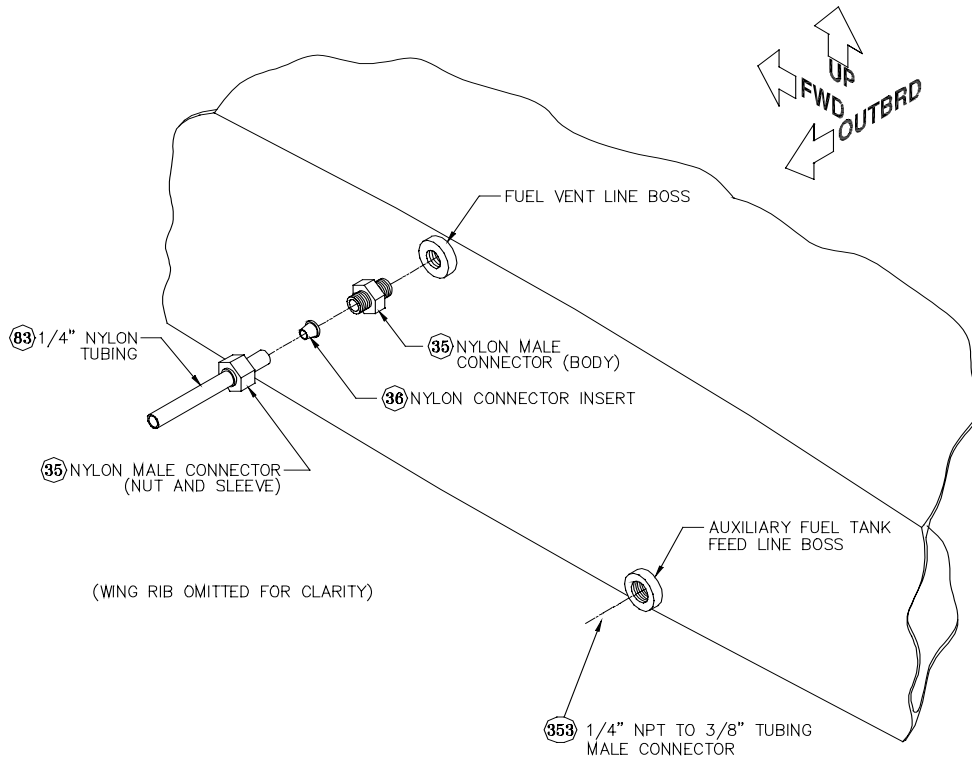 UP
FWD
OUTBRD
FUEL VENT LINE BOSS
83 1/4" NYLON
TUBING
35 NYLON MALE
CONNECTOR (BODY)
36 NYLON CONNECTOR INSERT
35 NYLON MALE CONNECTOR
(NUT AND SLEEVE)
AUXILIARY FUEL TANK
FEED LINE BOSS
(WING RIB OMITTED FOR CLARITY)
353 1/4" NPT TO 3/8" TUBING
MALE CONNECTOR